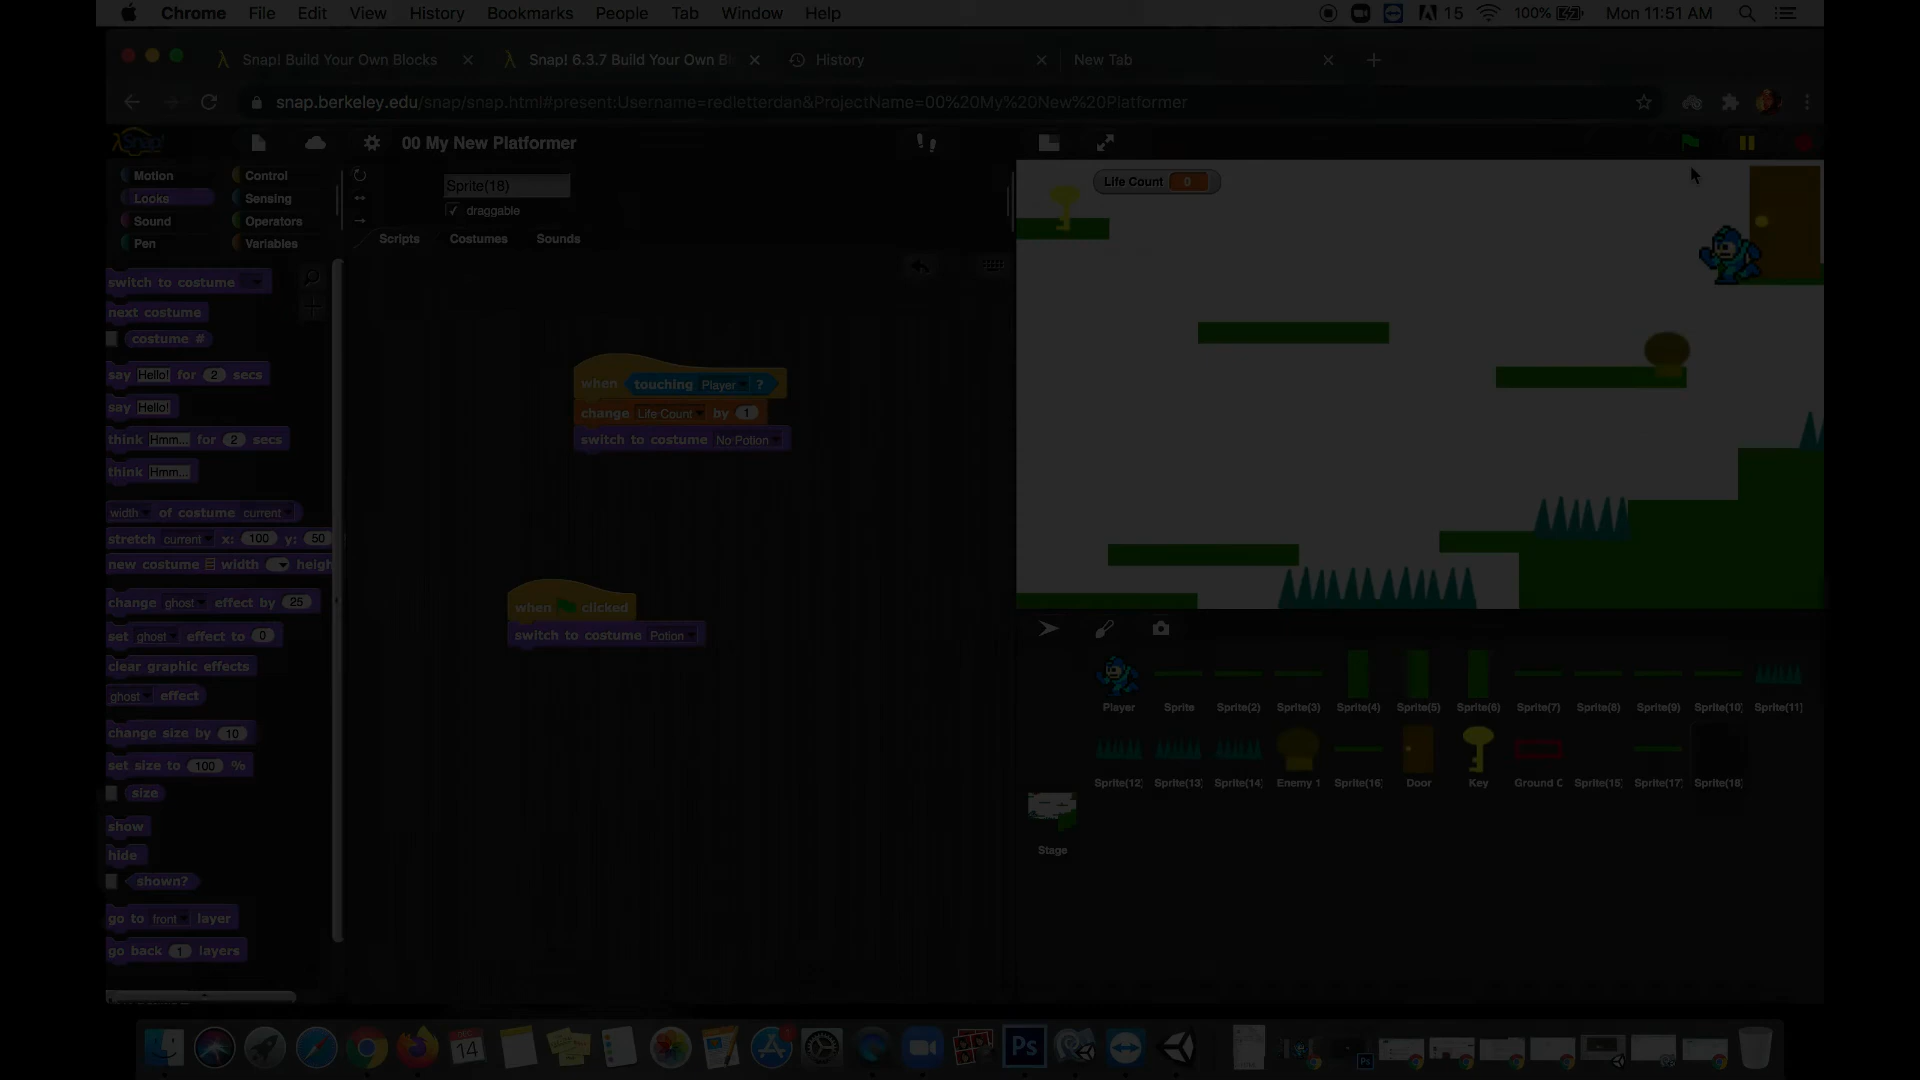 Chrome File Edit View History Bookmarks People Tab Window Help 15 100% Mon 11:51 AM
Snap! Build Your Own Blocks Snap! 6.3.7 Build Your Own Bl History New Tab
snap.berkeley.edu/snap/snap.html#present:Username=redletterdan&ProjectName=00%20My%20New%20Platformer
Snap! 00 My New Platformer
Motion Control
Looks Sensing
Sound Operators
Pen Variables
Sprite(18)
draggable
Scripts Costumes Sounds
switch to costume
next costume
costume #
say Hello! for 2 secs
say Hello!
think Hmm... for 2 secs
think Hmm...
width of costume current
stretch current x: 100 y: 50
new costume width heigh
change ghost effect by 25
set ghost effect to 0
clear graphic effects
ghost effect
change size by 10
set size to 100 %
size
show
hide
shown?
go to front layer
go back 1 layers
when touching Player ?
change Life Count by 1
switch to costume No Potion
when clicked
switch to costume Potion
Life Count 0
Player Sprite Sprite(2) Sprite(3) Sprite(4) Sprite(5) Sprite(6) Sprite(7) Sprite(8) Sprite(9) Sprite(10) Sprite(11)
Sprite(12) Sprite(13) Sprite(14) Enemy 1 Sprite(16) Door Key Ground C Sprite(15) Sprite(17) Sprite(18)
Stage
DEC
14
Ps